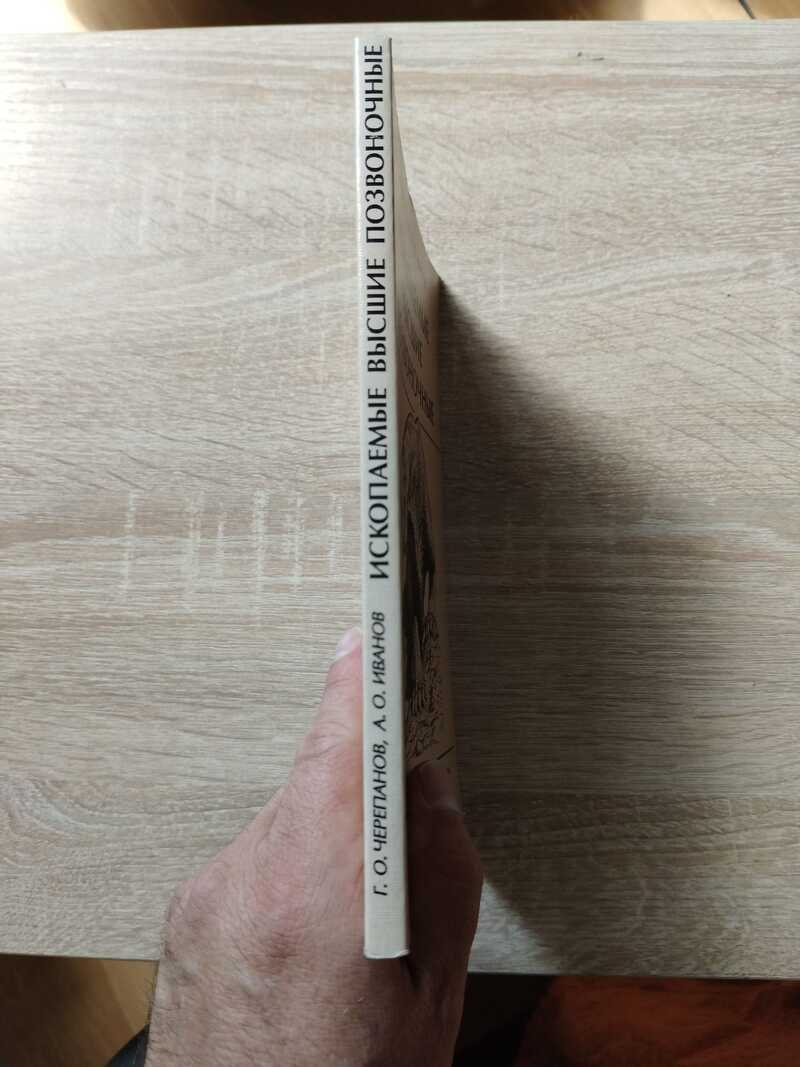 Г. О. ЧЕРЕПАНОВ, А. О. ИВАНОВ ИСКОПАЕМЫЕ ВЫСШИЕ ПОЗВОНОЧНЫЕ